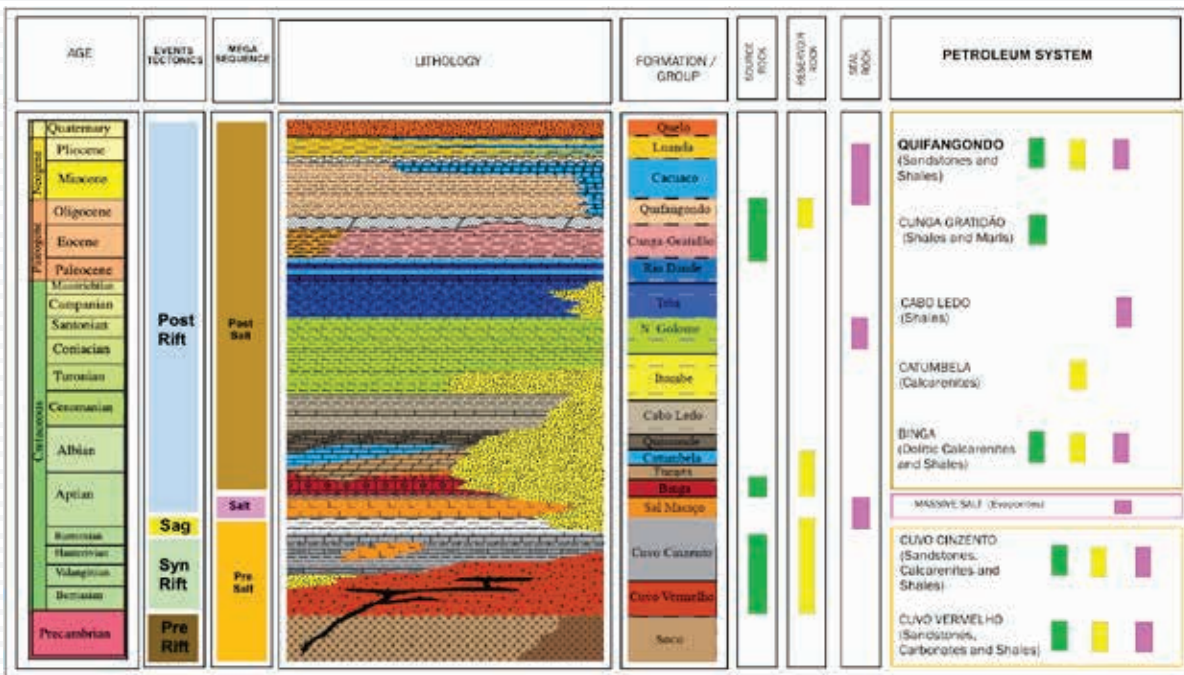 AGE
EVENTS
TECTONICS
MEGA
SEQUENCE
LITHOLOGY
FORMATION /
GROUP
SOURCE
ROCK
RESERVOIR
ROCK
SEAL
ROCK
PETROLEUM SYSTEM
Neogene
Paleogene
Cretaceous
Quaternary
Pliocene
Miocene
Oligocene
Eocene
Paleocene
Maastrichtian
Campanian
Santonian
Coniacian
Turonian
Cenomanian
Albian
Aptian
Barremian
Hauterivian
Valanginian
Berriasian
Precambrian
Post
Rift
Sag
Syn
Rift
Pre
Rift
Post
Salt
Salt
Pre
Salt
Quelo
Luanda
Cacuaco
Quifangondo
Cunga-Gratidão
Rio Dande
Teba
N' Golome
Itombe
Cabo Ledo
Quissonde
Catumbela
Tuenza
Binga
Sal Maciço
Cuvo Cinzento
Cuvo Vermelho
Soco
QUIFANGONDO
(Sandstones and
Shales)
CUNGA GRATIDÃO
(Shales and Marls)
CABO LEDO
(Shales)
CATUMBELA
(Calcarenites)
BINGA
(Oolitic Calcarenites
and Shales)
MASSIVE SALT (Evaporites)
CUVO CINZENTO
(Sandstones,
Calcarenites and
Shales)
CUVO VERMELHO
(Sandstones,
Carbonates and Shales)